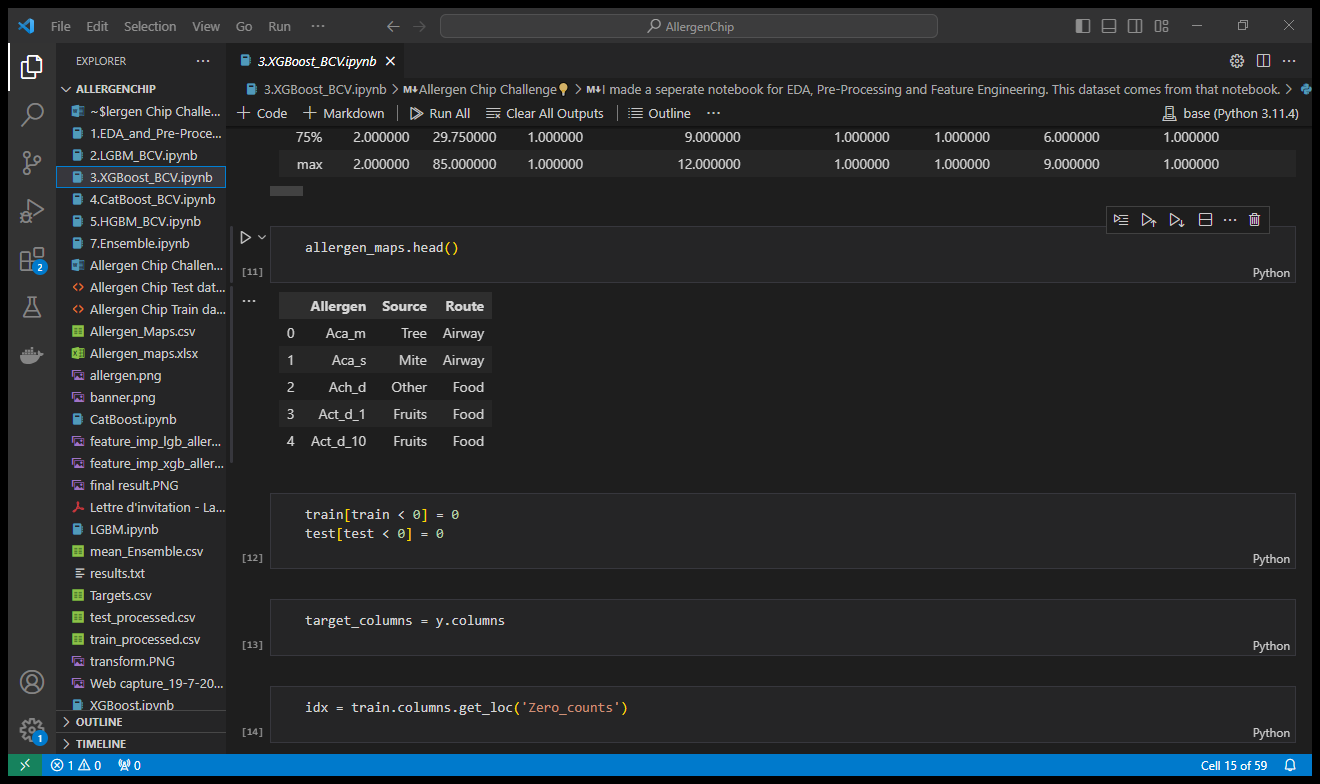 File Edit Selection View Go Run ··· AllergenChip
EXPLORER ···
ALLERGENCHIP
~$lergen Chip Challe...
1.EDA_and_Pre-Proce...
2.LGBM_BCV.ipynb
3.XGBoost_BCV.ipynb
4.CatBoost_BCV.ipynb
5.HGBM_BCV.ipynb
7.Ensemble.ipynb
Allergen Chip Challen...
Allergen Chip Test dat...
Allergen Chip Train da...
Allergen_Maps.csv
Allergen_maps.xlsx
allergen.png
banner.png
CatBoost.ipynb
feature_imp_lgb_aller...
feature_imp_xgb_aller...
final result.PNG
Lettre d'invitation - La...
LGBM.ipynb
mean_Ensemble.csv
results.txt
Targets.csv
test_processed.csv
train_processed.csv
transform.PNG
Web capture_19-7-20...
XGBoost.ipynb
OUTLINE
TIMELINE
2
1
3.XGBoost_BCV.ipynb
3.XGBoost_BCV.ipynb > M↓Allergen Chip Challenge > M↓I made a seperate notebook for EDA, Pre-Processing and Feature Engineering. This dataset comes from that notebook. >
Code Markdown Run All Clear All Outputs Outline ··· base (Python 3.11.4)
75% 2.000000 29.750000 1.000000 9.000000 1.000000 1.000000 6.000000 1.000000
max 2.000000 85.000000 1.000000 12.000000 1.000000 1.000000 9.000000 1.000000
allergen_maps.head()
[11] Python
Allergen Source Route
0 Aca_m Tree Airway
1 Aca_s Mite Airway
2 Ach_d Other Food
3 Act_d_1 Fruits Food
4 Act_d_10 Fruits Food
train[train < 0] = 0
test[test < 0] = 0
[12] Python
target_columns = y.columns
[13] Python
idx = train.columns.get_loc('Zero_counts')
[14] Python
1 0 0 Cell 15 of 59